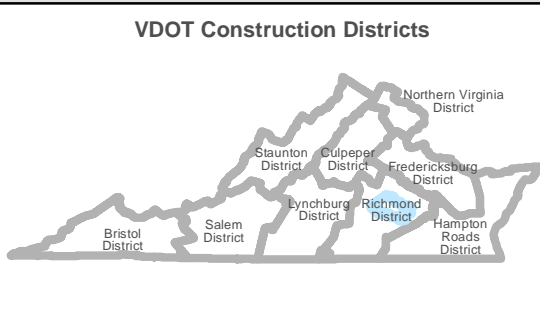 VDOT Construction Districts
Northern Virginia
District
Staunton
District
Culpeper
District
Fredericksburg
District
Lynchburg
District
Richmond
District
Salem
District
Bristol
District
Hampton
Roads
District